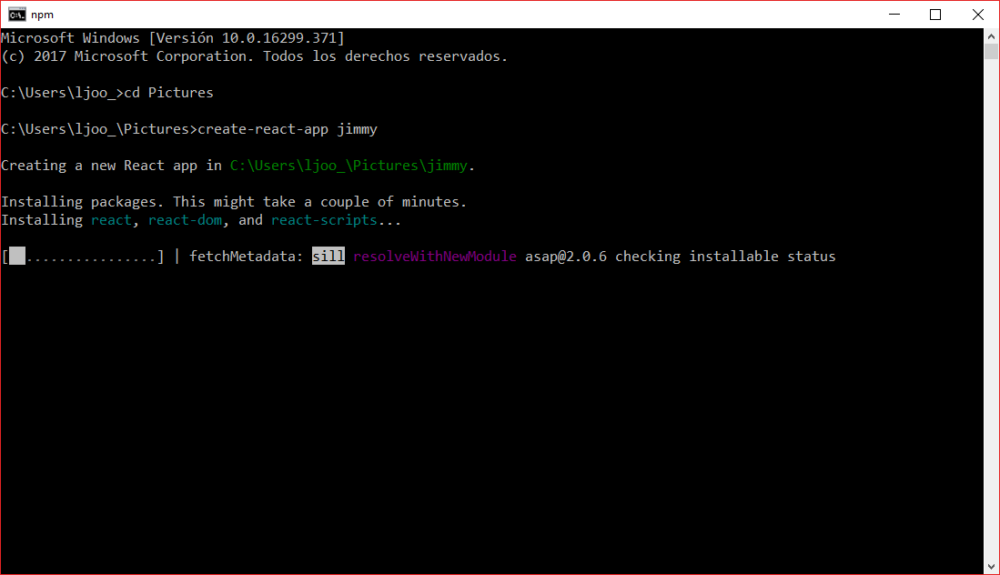 npm
Microsoft Windows [Versión 10.0.16299.371]
(c) 2017 Microsoft Corporation. Todos los derechos reservados.
C:\Users\ljoo_>cd Pictures
C:\Users\ljoo_\Pictures>create-react-app jimmy
Creating a new React app in C:\Users\ljoo_\Pictures\jimmy.
Installing packages. This might take a couple of minutes.
Installing react, react-dom, and react-scripts...
[  ................] | fetchMetadata: sill resolveWithNewModule asap@2.0.6 checking installable status